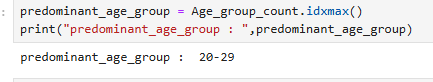 predominant_age_group = Age_group_count.idxmax()
print("predominant_age_group : ",predominant_age_group)
predominant_age_group :  20-29